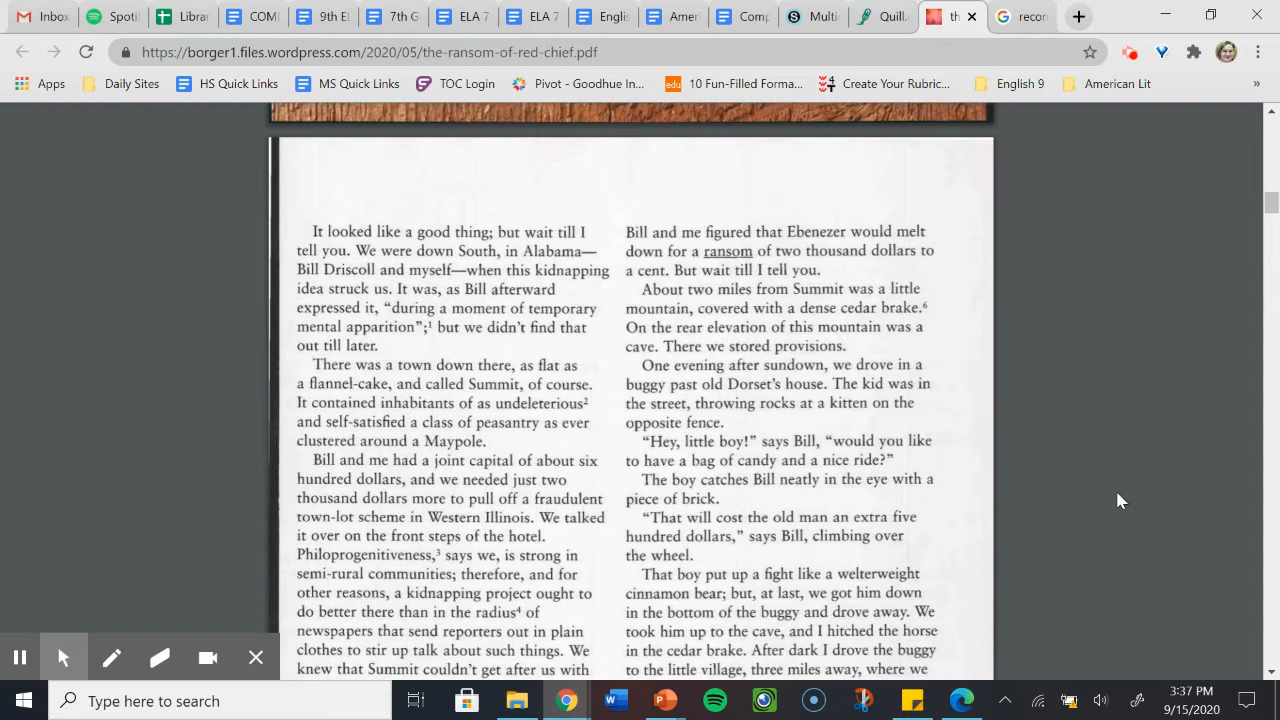 Inbox
Spoti
Librar
COM
9th El
7th G
ELA 7
ELA 7
Englis
Amer
Comp
Multi
Quill.
th
recor
https://borger1.files.wordpress.com/2020/05/the-ransom-of-red-chief.pdf
Apps
Daily Sites
HS Quick Links
MS Quick Links
TOC Login
Pivot - Goodhue In...
10 Fun-Filled Forma...
Create Your Rubric...
English 9
American Lit
»
It looked like a good thing; but wait till I
tell you. We were down South, in Alabama—
Bill Driscoll and myself—when this kidnapping
idea struck us. It was, as Bill afterward
expressed it, “during a moment of temporary
mental apparition”;1 but we didn’t find that
out till later.
There was a town down there, as flat as
a flannel-cake, and called Summit, of course.
It contained inhabitants of as undeleterious2
and self-satisfied a class of peasantry as ever
clustered around a Maypole.
Bill and me had a joint capital of about six
hundred dollars, and we needed just two
thousand dollars more to pull off a fraudulent
town-lot scheme in Western Illinois. We talked
it over on the front steps of the hotel.
Philoprogenitiveness,3 says we, is strong in
semi-rural communities; therefore, and for
other reasons, a kidnapping project ought to
do better there than in the radius4 of
newspapers that send reporters out in plain
clothes to stir up talk about such things. We
knew that Summit couldn’t get after us with
Bill and me figured that Ebenezer would melt
down for a ransom of two thousand dollars to
a cent. But wait till I tell you.
About two miles from Summit was a little
mountain, covered with a dense cedar brake.6
On the rear elevation of this mountain was a
cave. There we stored provisions.
One evening after sundown, we drove in a
buggy past old Dorset’s house. The kid was in
the street, throwing rocks at a kitten on the
opposite fence.
“Hey, little boy!” says Bill, “would you like
to have a bag of candy and a nice ride?”
The boy catches Bill neatly in the eye with a
piece of brick.
“That will cost the old man an extra five
hundred dollars,” says Bill, climbing over
the wheel.
That boy put up a fight like a welterweight
cinnamon bear; but, at last, we got him down
in the bottom of the buggy and drove away. We
took him up to the cave, and I hitched the horse
in the cedar brake. After dark I drove the buggy
to the little village, three miles away, where we
Type here to search
3:37 PM
9/15/2020